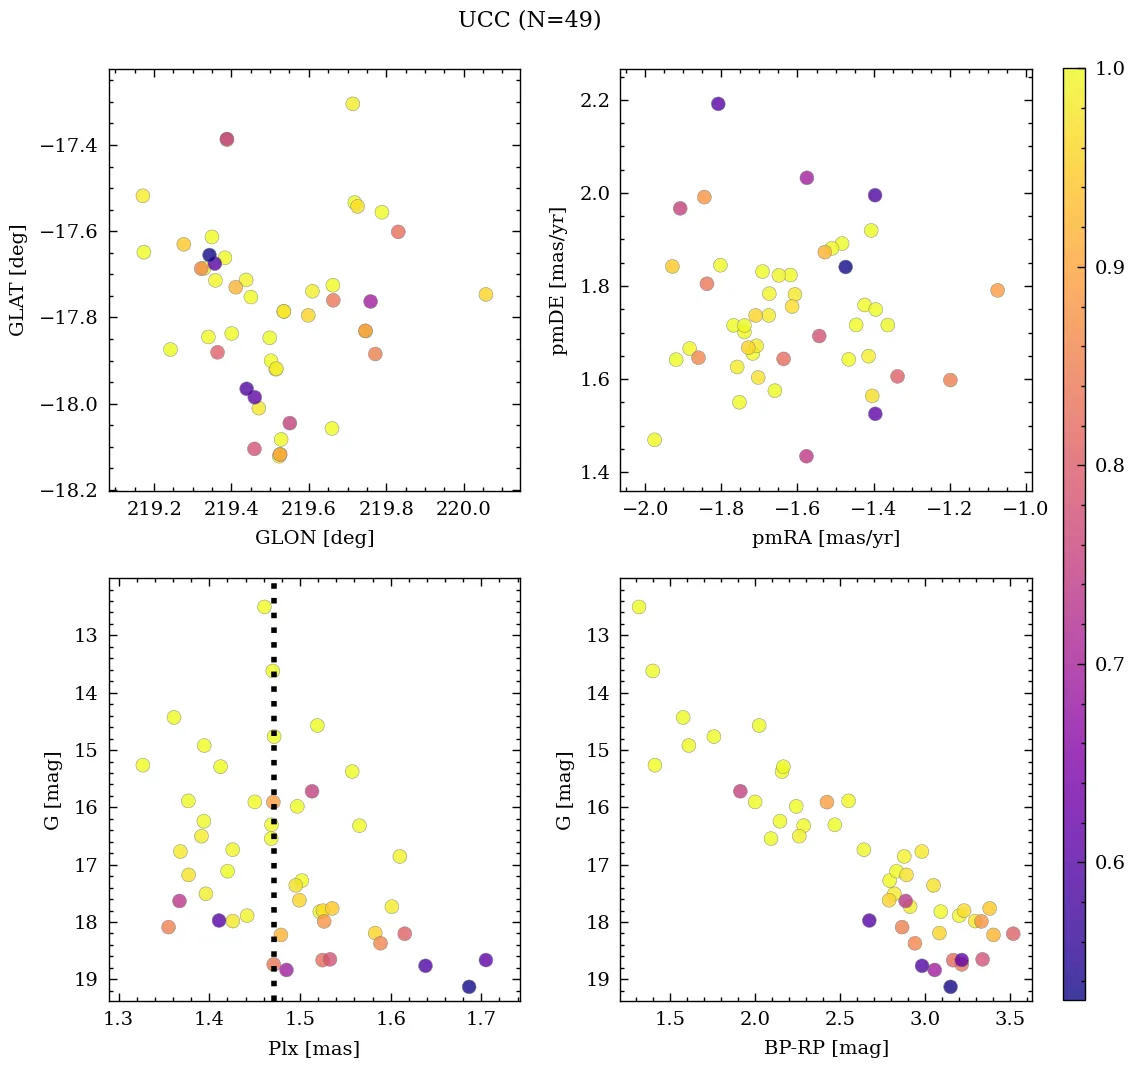 UCC (N=49)
−17.4
−17.6
−17.8
−18.0
−18.2
GLAT [deg]
219.2 219.4 219.6 219.8 220.0
GLON [deg]
2.2
2.0
1.8
1.6
1.4
pmDE [mas/yr]
−2.0 −1.8 −1.6 −1.4 −1.2 −1.0
pmRA [mas/yr]
1.0
0.9
0.8
0.7
0.6
13
14
15
16
17
18
19
G [mag]
1.3 1.4 1.5 1.6 1.7
Plx [mas]
13
14
15
16
17
18
19
G [mag]
1.5 2.0 2.5 3.0 3.5
BP-RP [mag]